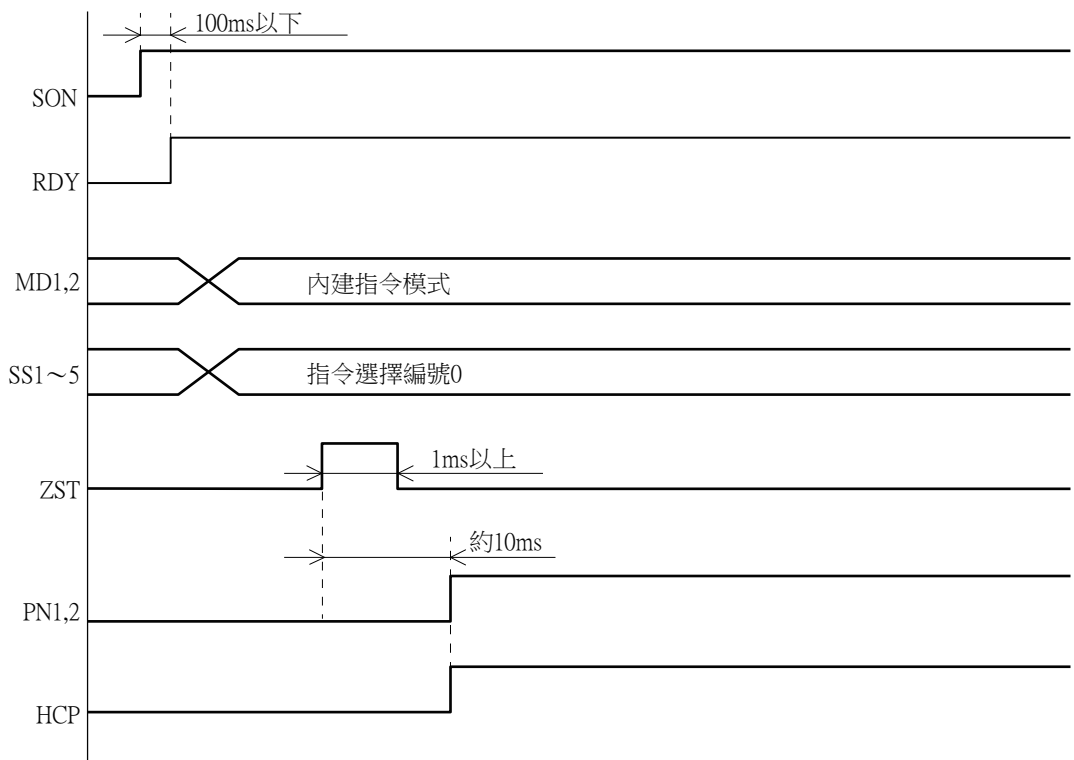 100ms以下
SON
RDY
MD1,2
內建指令模式
SS1～5
指令選擇編號0
ZST
1ms以上
約10ms
PN1,2
HCP